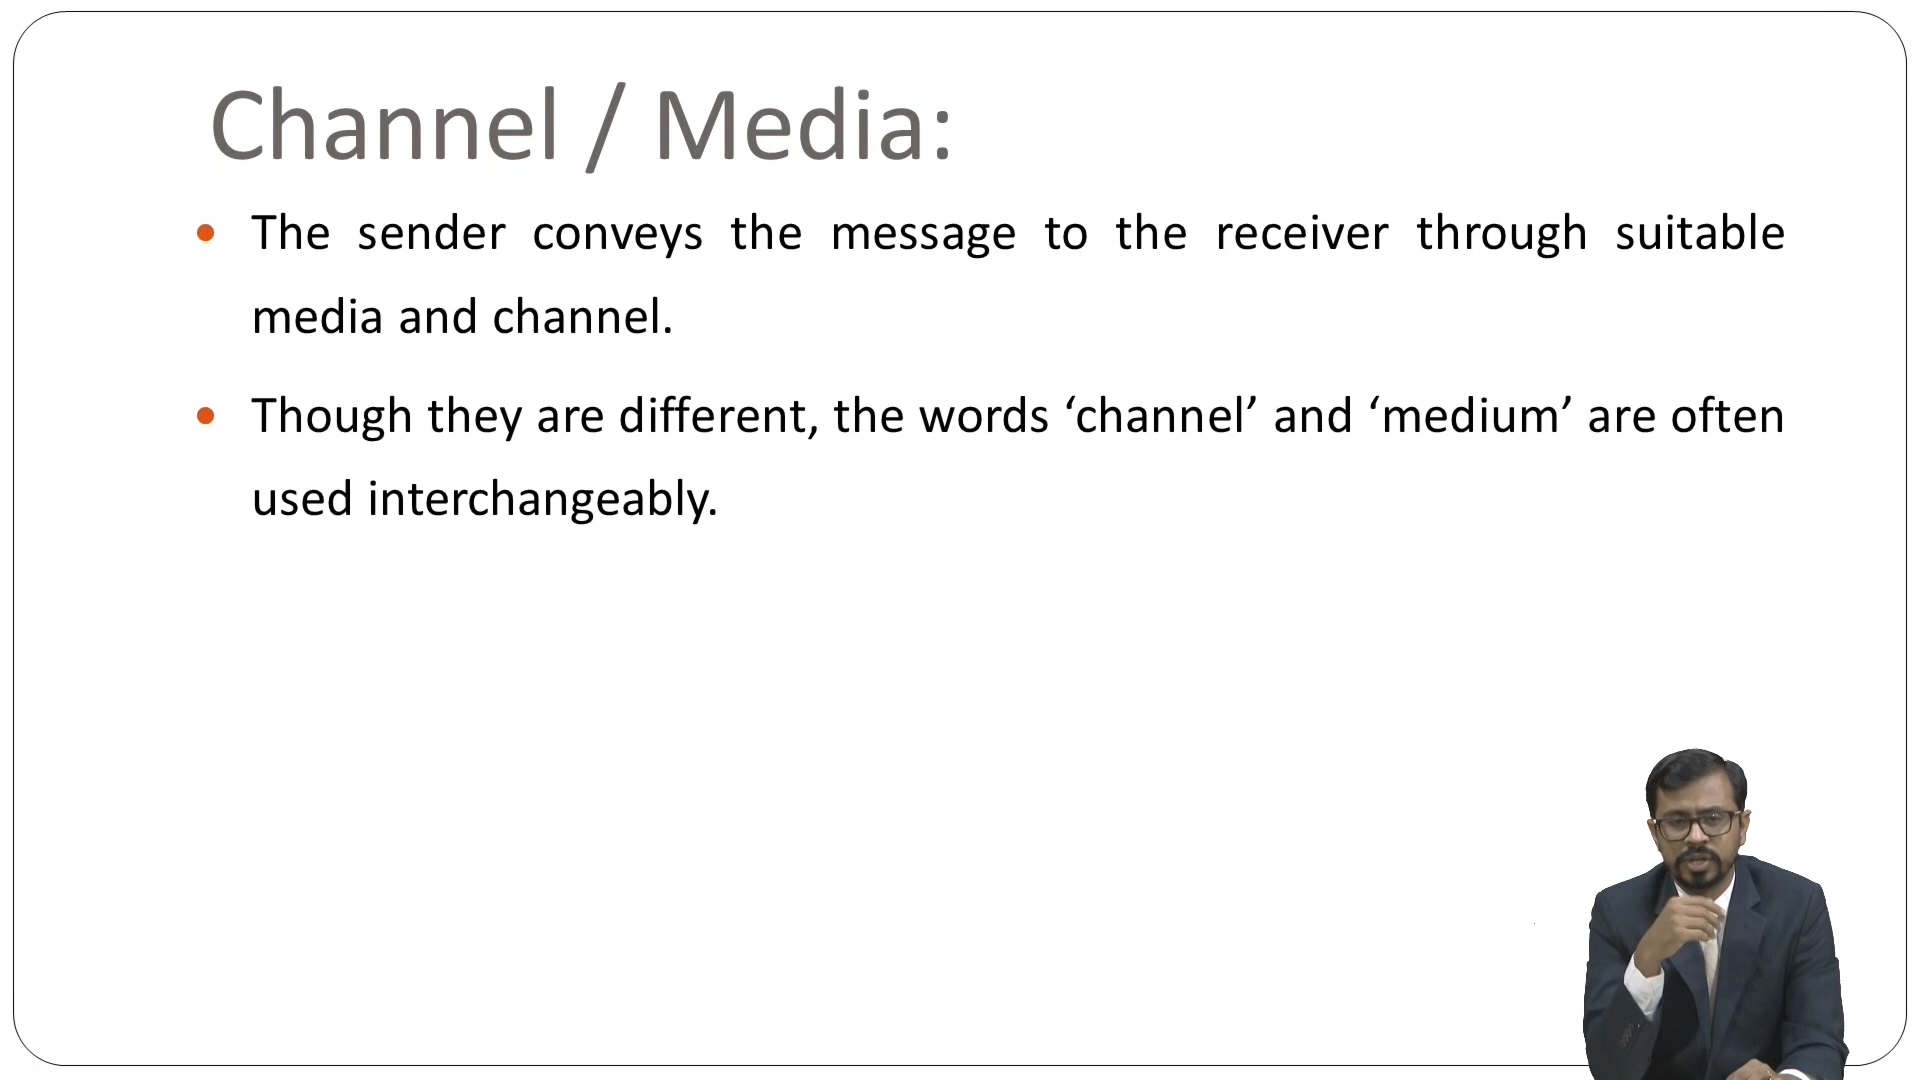 Channel / Media:
The sender conveys the message to the receiver through suitable
media and channel.
Though they are different, the words ‘channel’ and ‘medium’ are often
used interchangeably.